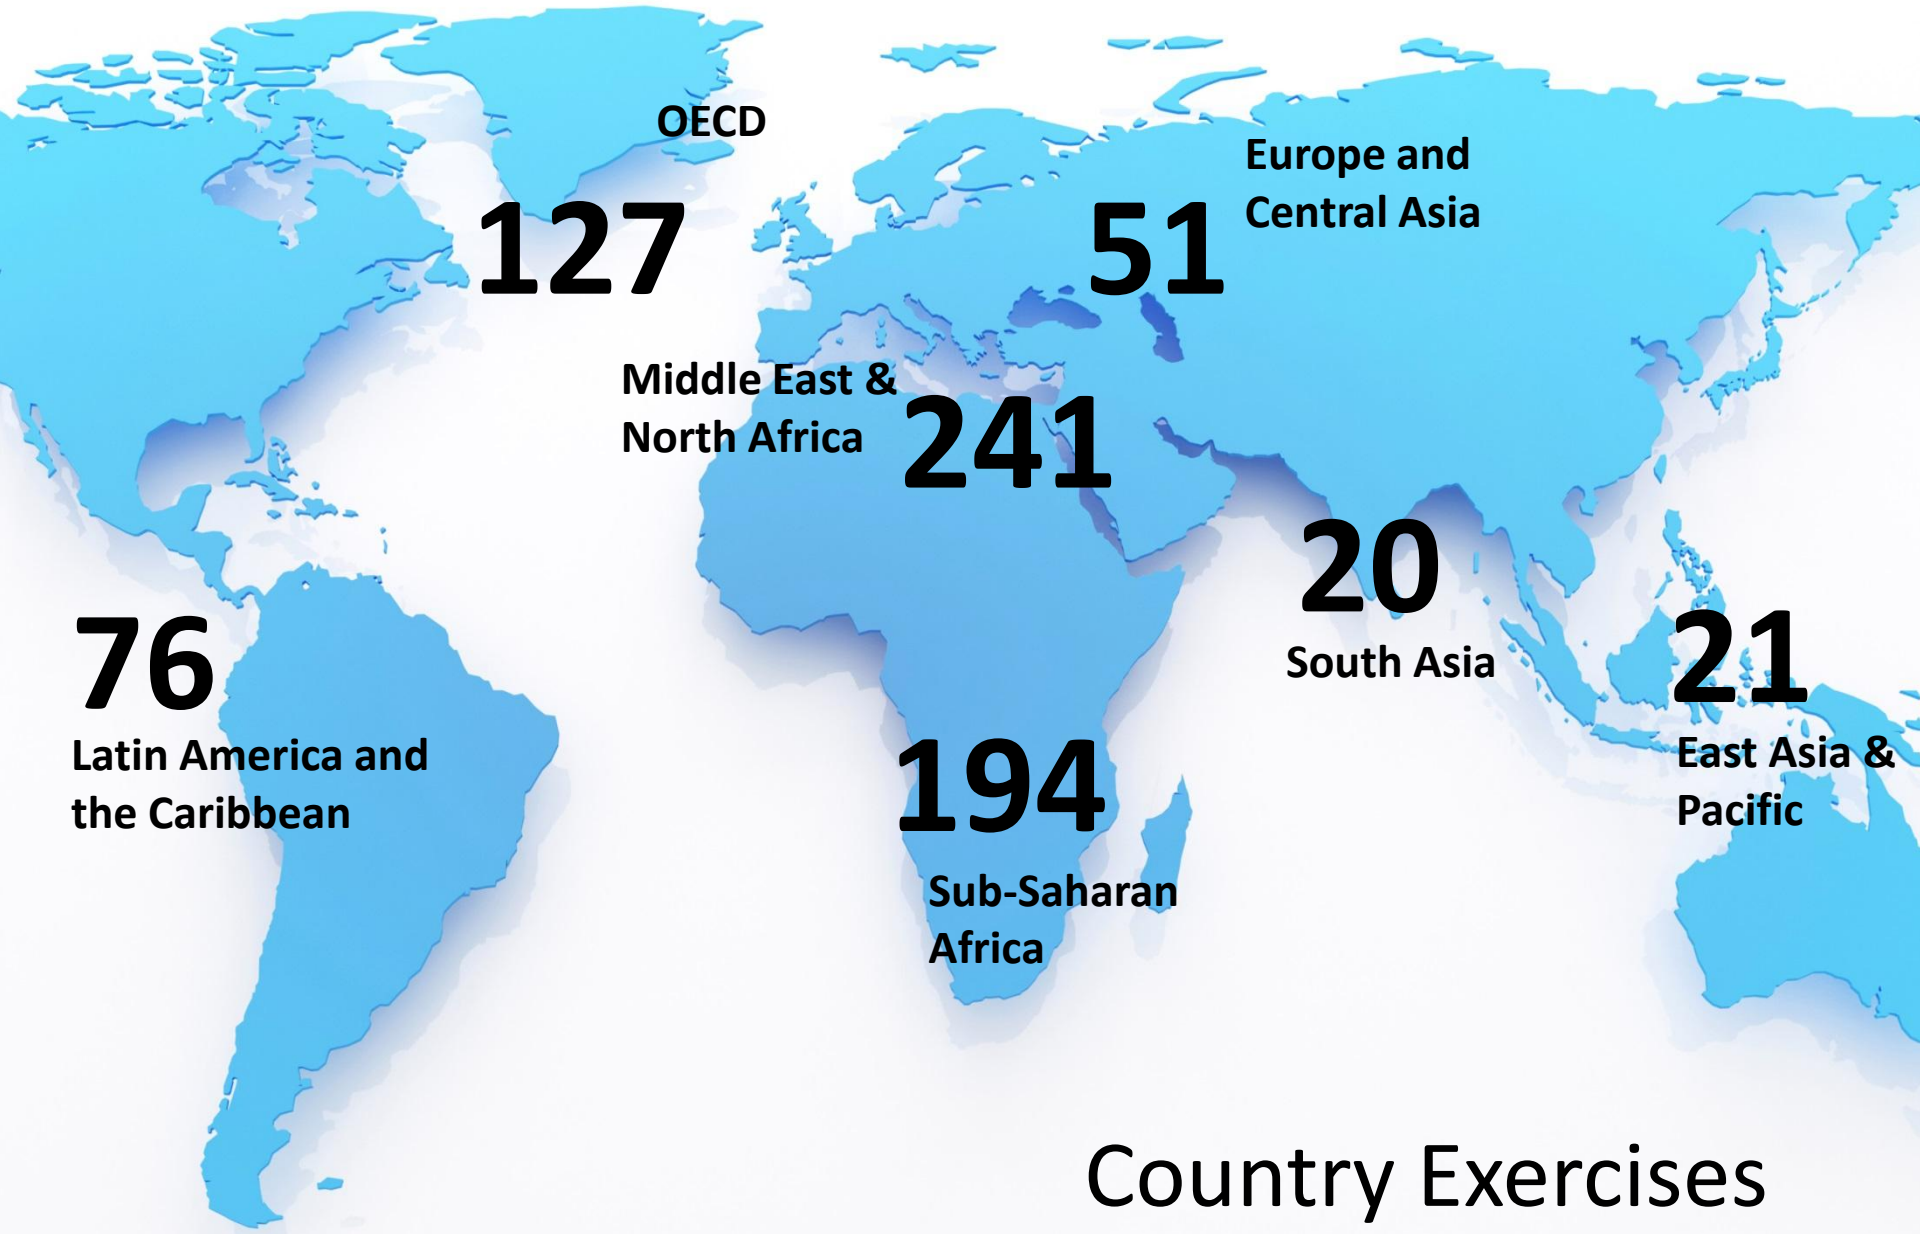 OECD
127
51
Europe and
Central Asia
Middle East &
North Africa
241
20
South Asia
76
Latin America and
the Caribbean
21
East Asia &
Pacific
194
Sub-Saharan
Africa
Country Exercises